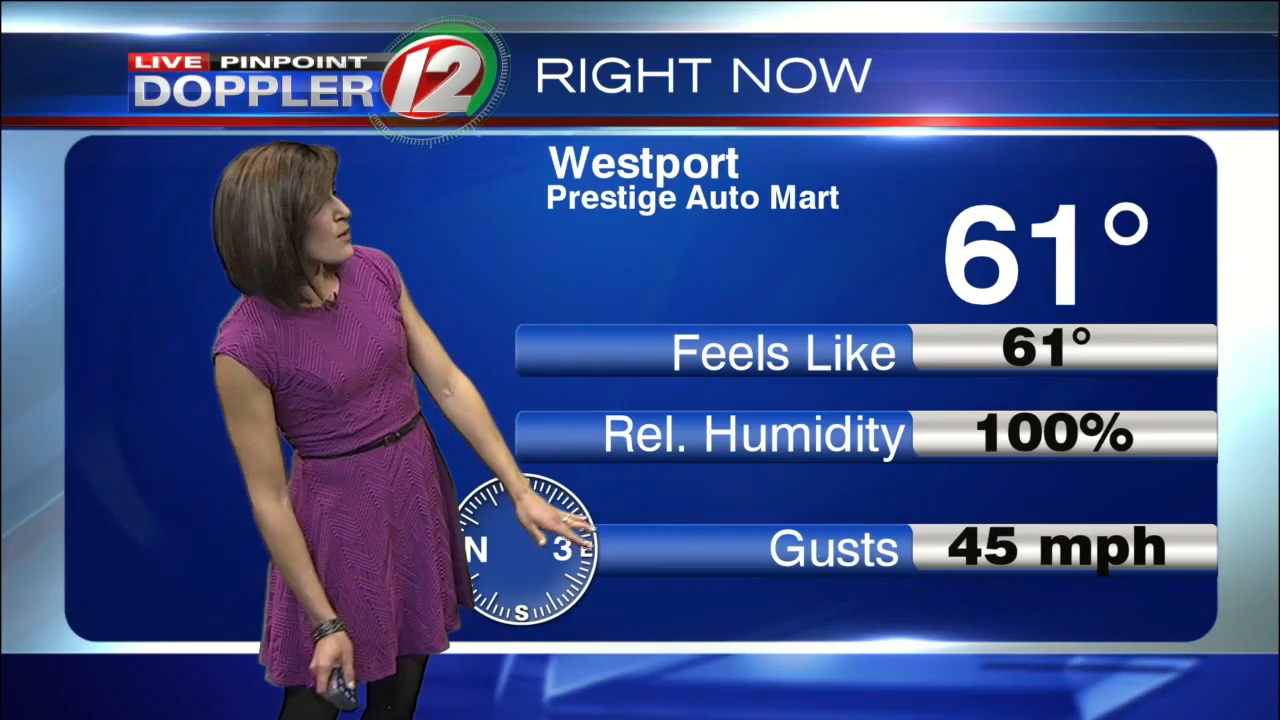 LIVE PINPOINT
DOPPLER 12
RIGHT NOW
Westport
Prestige Auto Mart
61°
Feels Like 61°
Rel. Humidity 100%
N 3 E
Gusts 45 mph
S